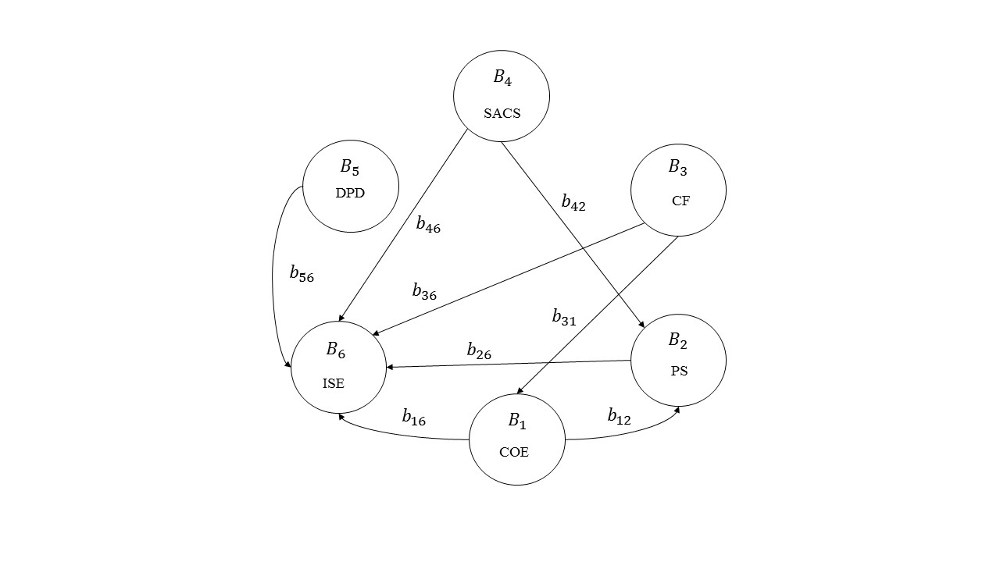 B₄
SACS
B₅
DPD
B₃
CF
b₄₂
b₄₆
b₅₆
b₃₆
b₃₁
B₆
ISE
b₂₆
B₂
PS
b₁₆
B₁
COE
b₁₂